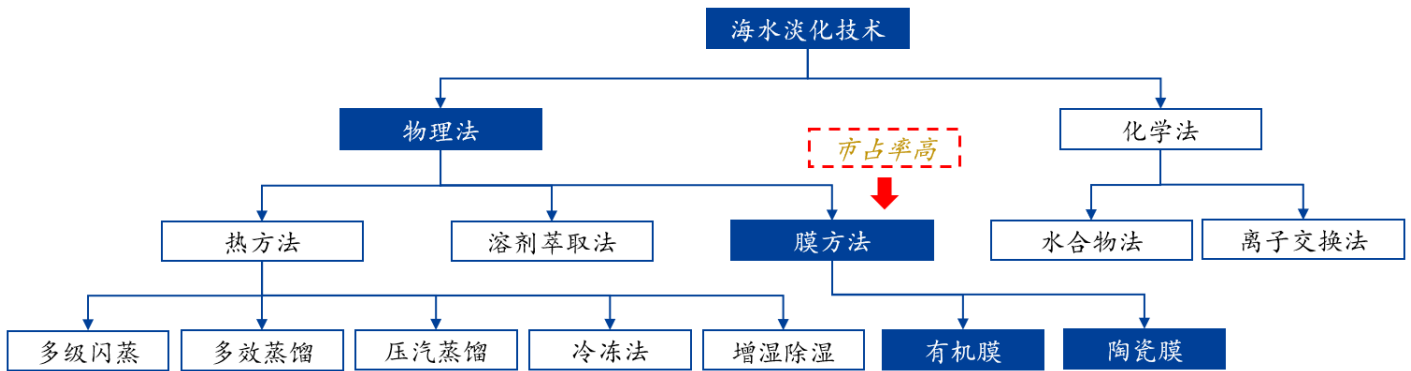 海水淡化技术
物理法
化学法
市占率高
热方法
溶剂萃取法
膜方法
水合物法
离子交换法
多级闪蒸
多效蒸馏
压汽蒸馏
冷冻法
增湿除湿
有机膜
陶瓷膜